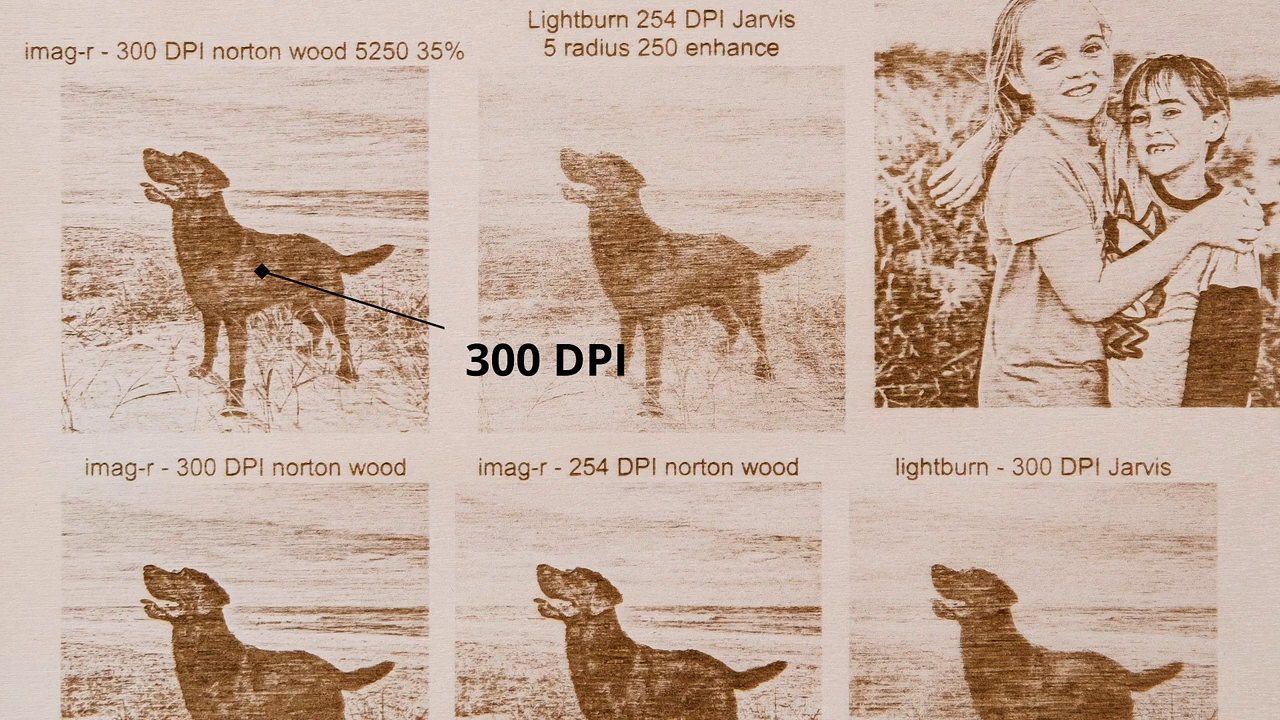 Lightburn 254 DPI Jarvis
5 radius 250 enhance
imag-r - 300 DPI norton wood 5250 35%
300 DPI
imag-r - 300 DPI norton wood
imag-r - 254 DPI norton wood
lightburn - 300 DPI Jarvis